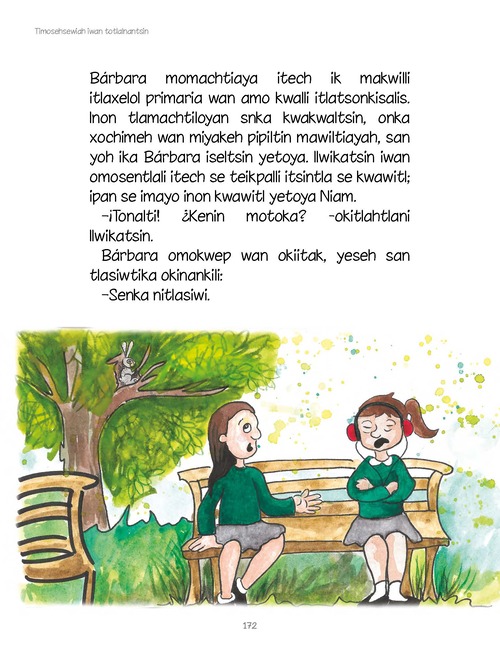 Timosehsewiah iwan totlalnantsin
Bárbara momachtiaya itech ik makwilli
itlaxelol primaria wan amo kwalli itlatsonkisalis.
Inon tlamachtiloyan snka kwakwaltsin, onka
xochimeh wan miyakeh pipiltin mawiltiayah, san
yoh ika Bárbara iseltsin yetoya. Ilwikatsin iwan
omosentlali itech se teikpalli itsintla se kwawitl;
ipan se imayo inon kwawitl yetoya Niam.
–¡Tonalti! ¿Kenin motoka? –okitlahtlani
Ilwikatsin.
Bárbara omokwep wan okiitak, yeseh san
tlasiwtika okinankili:
–Senka nitlasiwi.
172